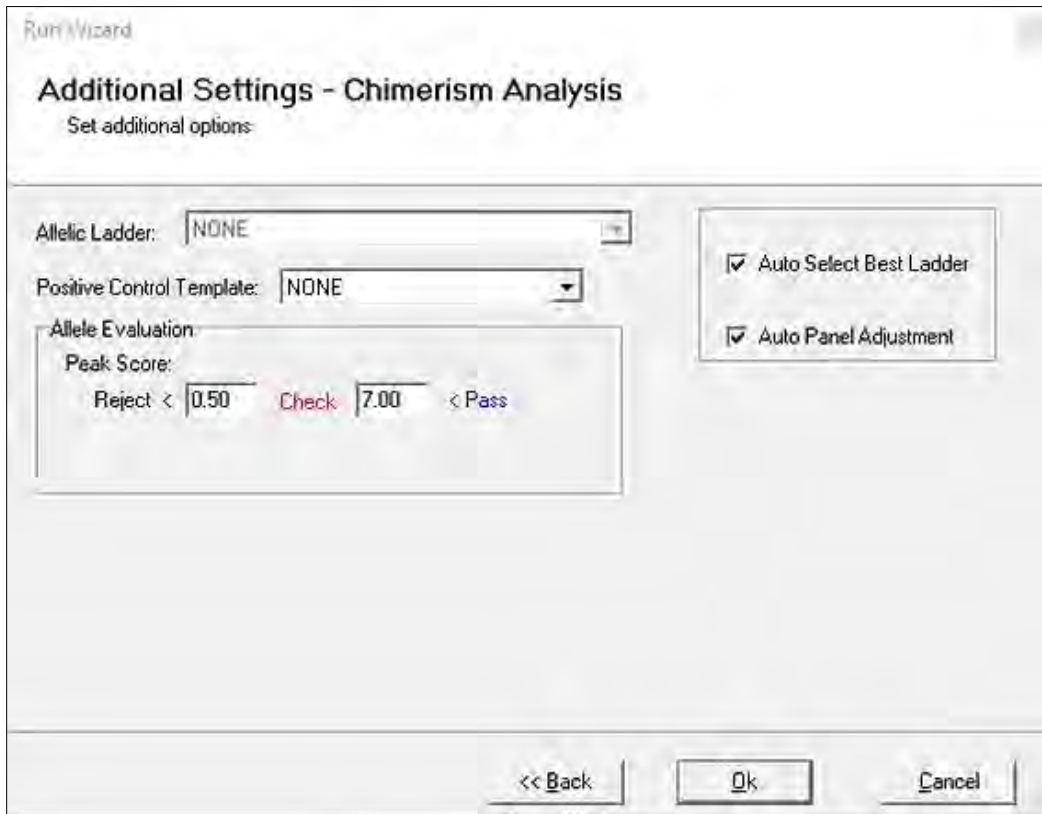 Run Wizard
Additional Settings - Chimerism Analysis
Set additional options
Allelic Ladder: NONE
Positive Control Template: NONE
Allele Evaluation
Peak Score:
Reject < 0.50 Check 7.00 < Pass
Auto Select Best Ladder
Auto Panel Adjustment
<< Back Ok Cancel